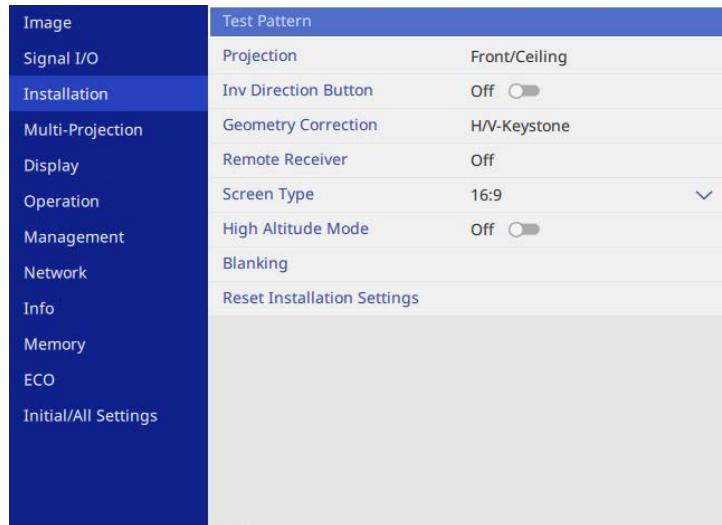 Image
Signal I/O
Installation
Multi-Projection
Display
Operation
Management
Network
Info
Memory
ECO
Initial/All Settings
Test Pattern
Projection Front/Ceiling
Inv Direction Button Off
Geometry Correction H/V-Keystone
Remote Receiver Off
Screen Type 16:9
High Altitude Mode Off
Blanking
Reset Installation Settings